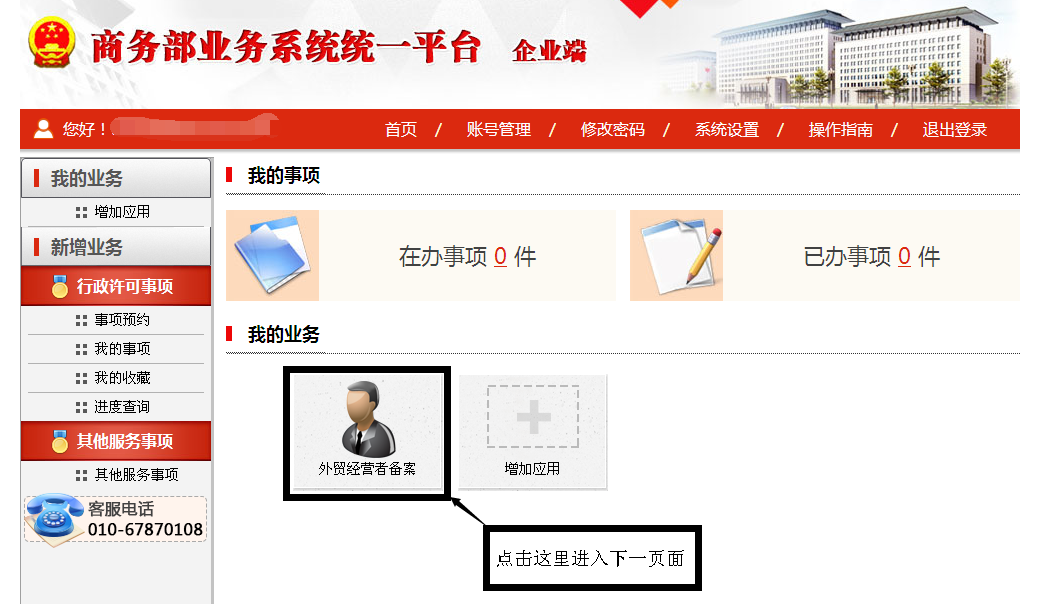 商务部业务系统统一平台 企业端
您好！
首页 / 账号管理 / 修改密码 / 系统设置 / 操作指南 / 退出登录
我的业务
增加应用
新增业务
行政许可事项
事项预约
我的事项
我的收藏
进度查询
其他服务事项
其他服务事项
客服电话
010-67870108
我的事项
在办事项 0 件
已办事项 0 件
我的业务
外贸经营者备案
增加应用
点击这里进入下一页面